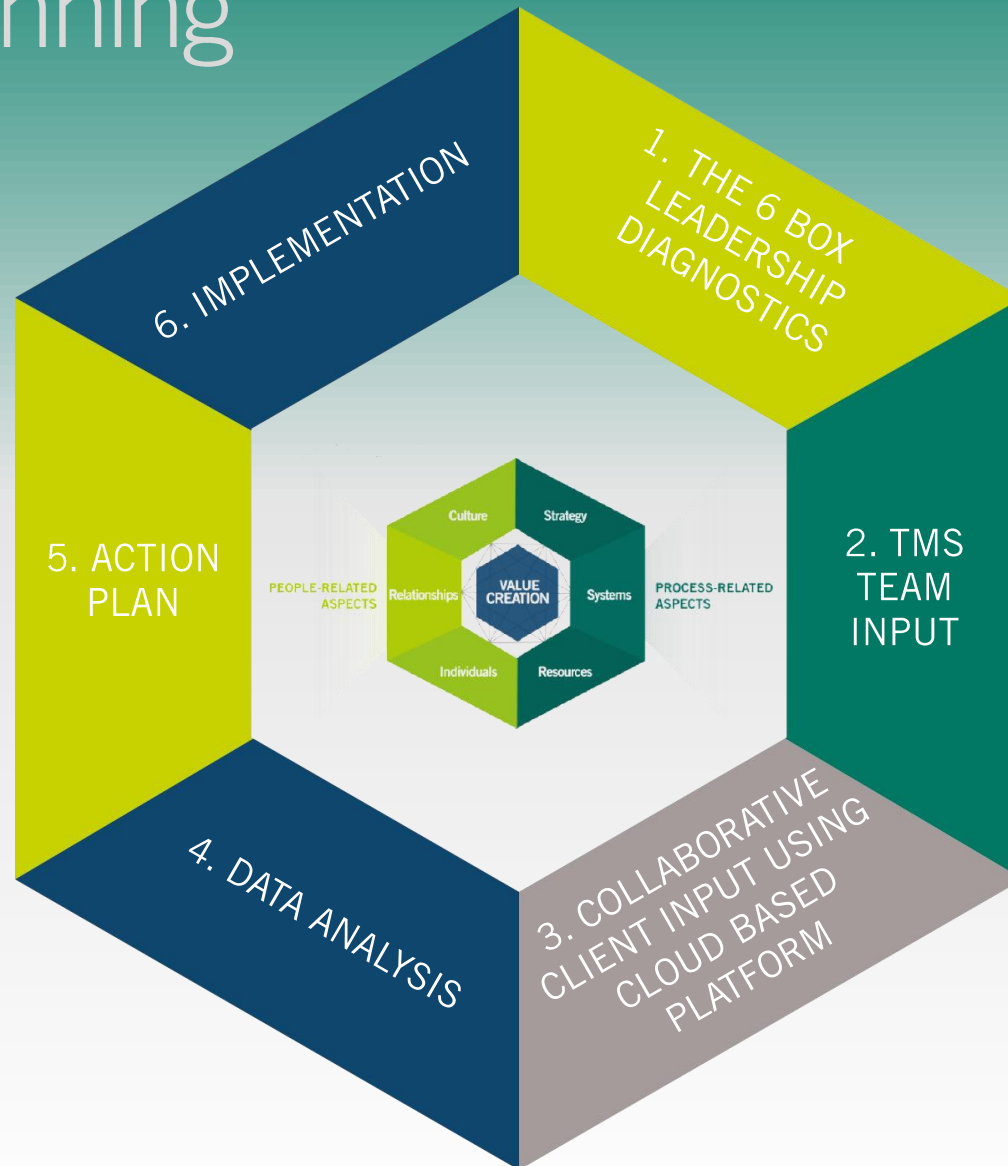 nning
1. THE 6 BOX
LEADERSHIP
DIAGNOSTICS
2. TMS
TEAM
INPUT
3. COLLABORATIVE
CLIENT INPUT USING
CLOUD BASED
PLATFORM
4. DATA ANALYSIS
5. ACTION
PLAN
6. IMPLEMENTATION
Culture
Strategy
PEOPLE-RELATED
ASPECTS
Relationships
VALUE
CREATION
Systems
PROCESS-RELATED
ASPECTS
Individuals
Resources